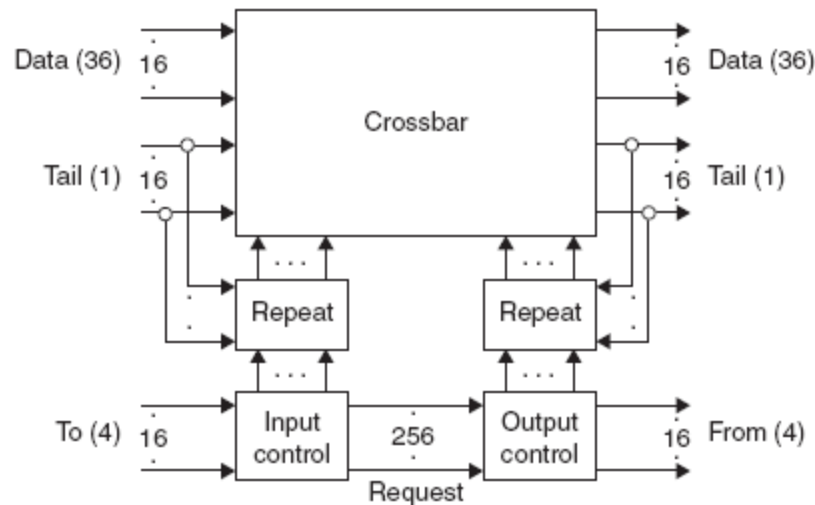 Data (36)
16
Crossbar
16
Data (36)
Tail (1)
16
16
Tail (1)
Repeat
Repeat
To (4)
16
Input
control
256
Request
Output
control
16
From (4)